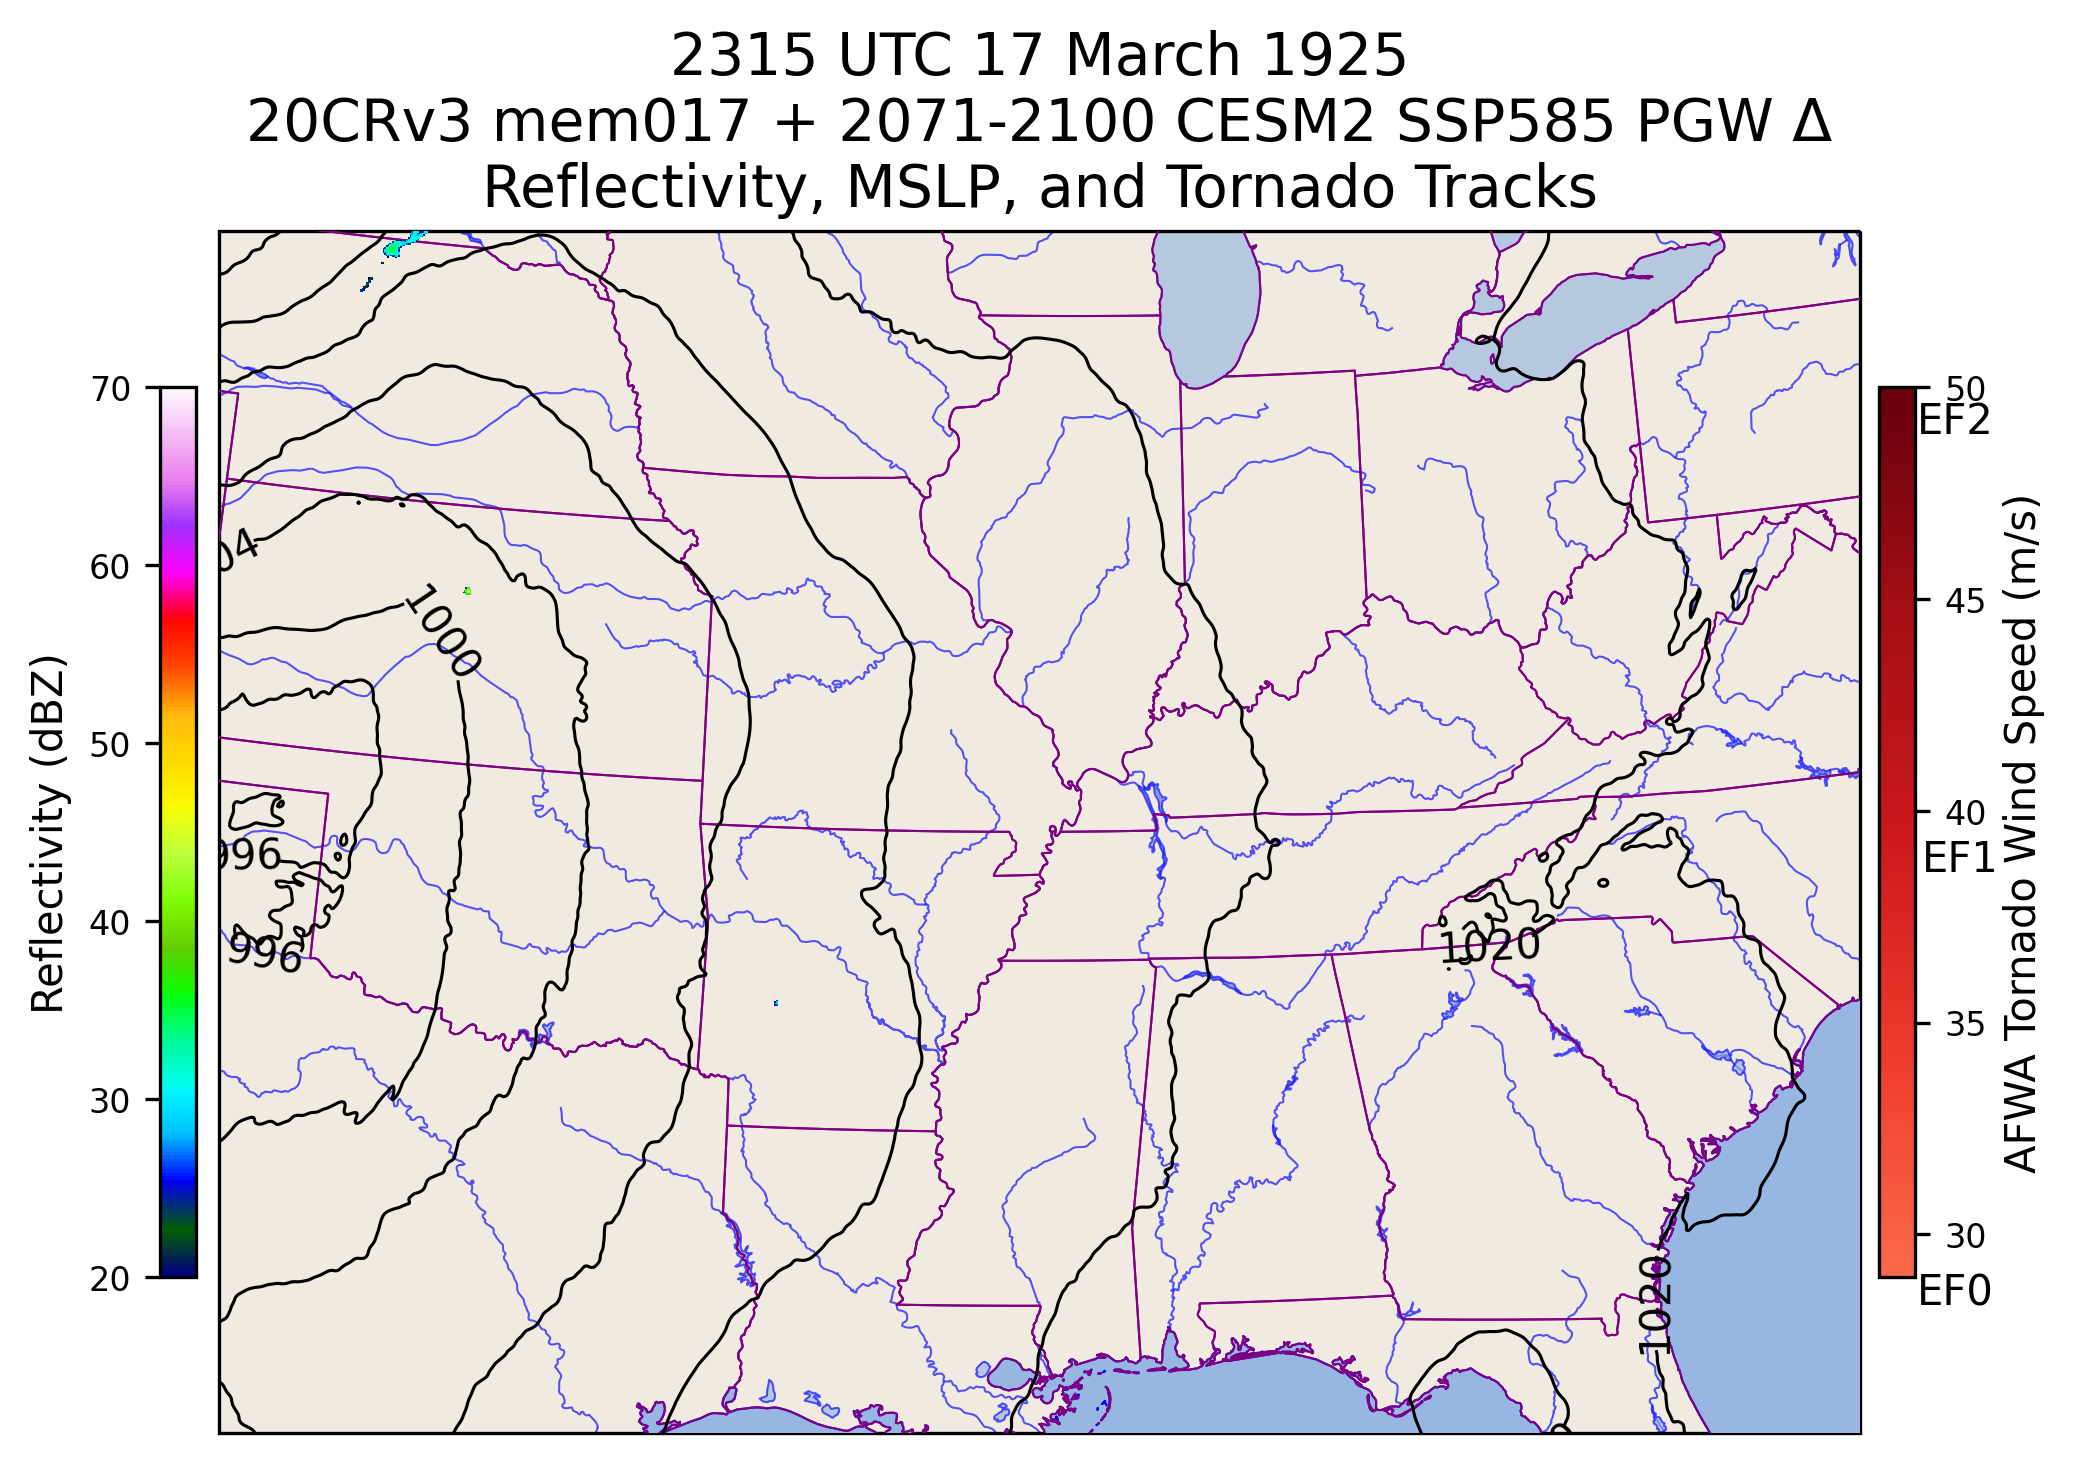 2315 UTC 17 March 1925
20CRv3 mem017 + 2071-2100 CESM2 SSP585 PGW Δ
Reflectivity, MSLP, and Tornado Tracks
70
60
50
40
30
20
Reflectivity (dBZ)
04
1000
996
996
1020
1020
50
EF2
45
40
EF1
35
30
EF0
AFWA Tornado Wind Speed (m/s)